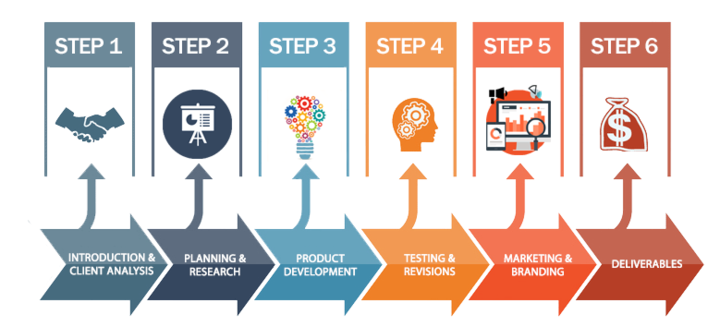 STEP 1
STEP 2
STEP 3
STEP 4
STEP 5
STEP 6
$
INTRODUCTION &
CLIENT ANALYSIS
PLANNING &
RESEARCH
PRODUCT
DEVELOPMENT
TESTING &
REVISIONS
MARKETING &
BRANDING
DELIVERABLES